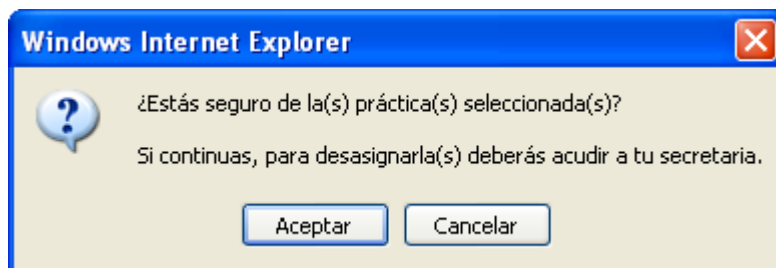 Windows Internet Explorer
¿Estás seguro de la(s) práctica(s) seleccionada(s)?
Si continuas, para desasignarla(s) deberás acudir a tu secretaria.
Aceptar Cancelar